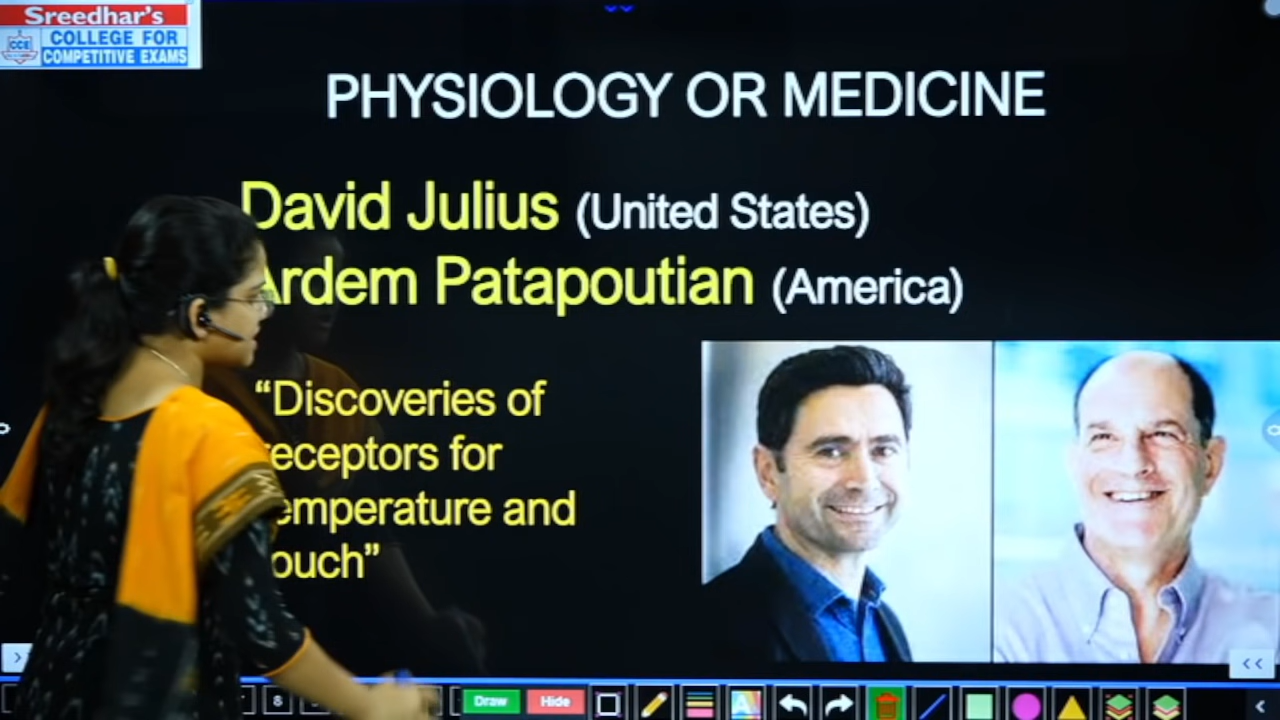 Sreedhar's
CCE
COLLEGE FOR
COMPETITIVE EXAMS
PHYSIOLOGY OR MEDICINE
David Julius (United States)
Ardem Patapoutian (America)
“Discoveries of
receptors for
temperature and
touch”
8
Draw
Hide